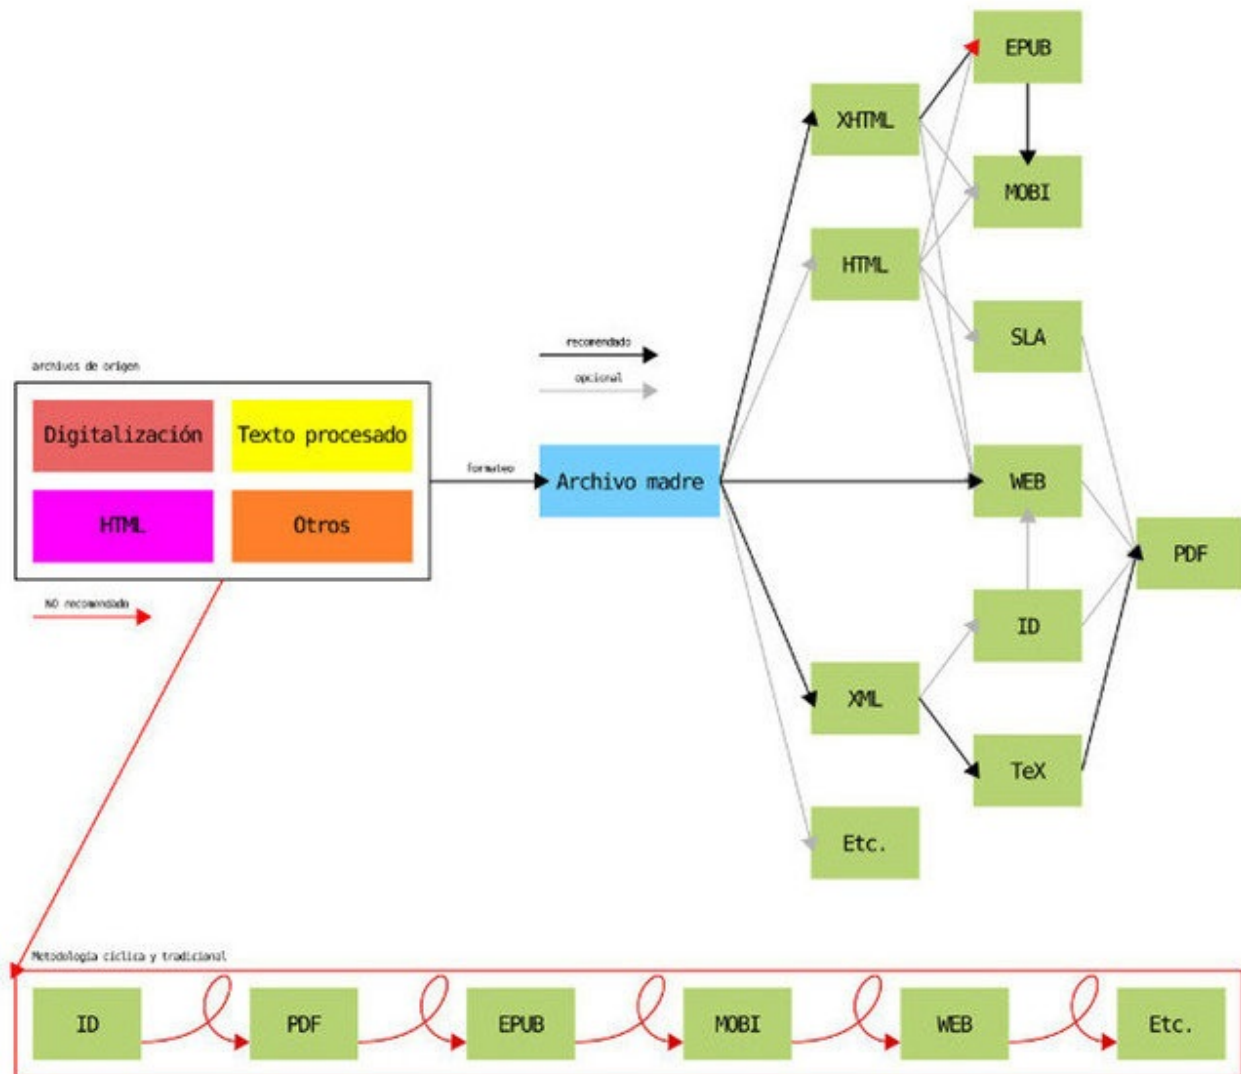 EPUB
XHTML
MOBI
HTML
SLA
recomendado
opcional
archivos de origen
Digitalización
Texto procesado
HTML
Otros
formateo
Archivo madre
WEB
PDF
NO recomendado
ID
XML
TeX
Etc.
Metodología cíclica y tradicional
ID
PDF
EPUB
MOBI
WEB
Etc.